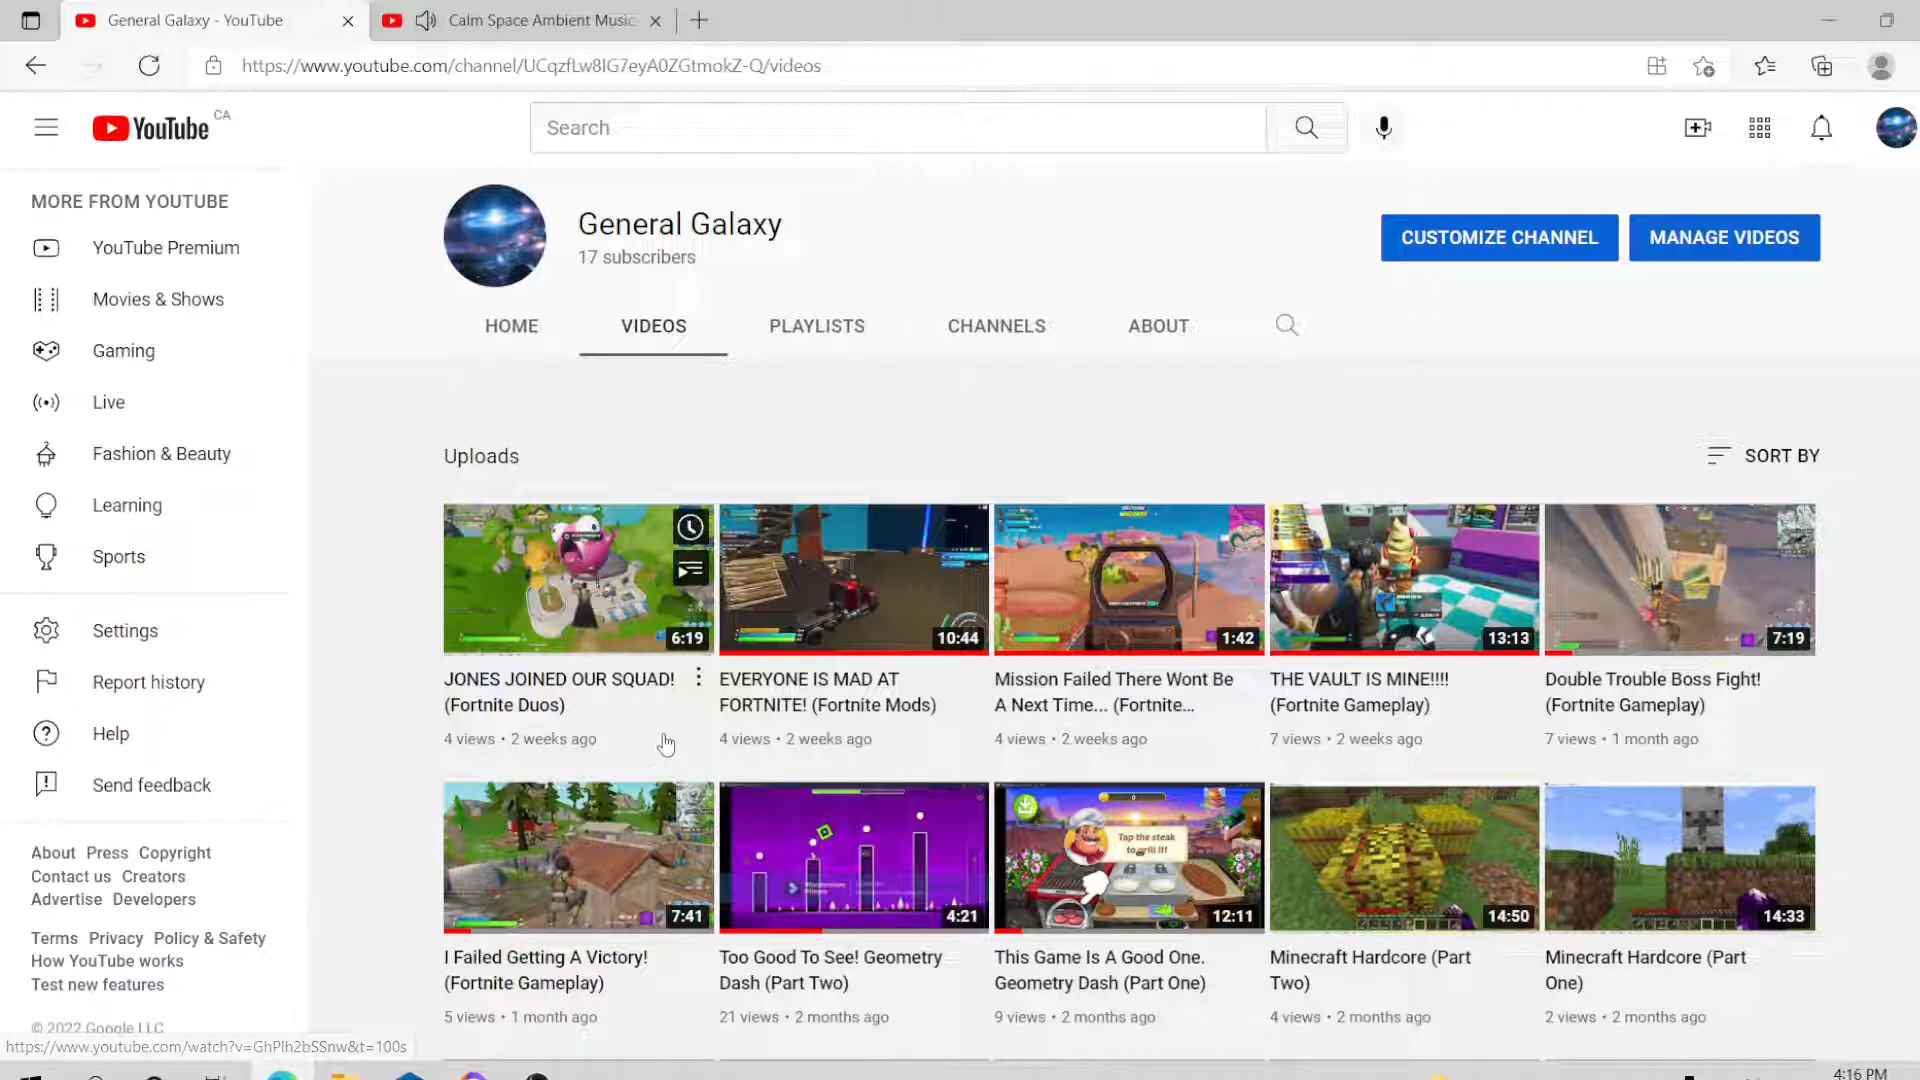 General Galaxy - YouTube
Calm Space Ambient Music
https://www.youtube.com/channel/UCqzfLw8IG7eyA0ZGtmokZ-Q/videos
YouTube CA
Search
MORE FROM YOUTUBE
YouTube Premium
Movies & Shows
Gaming
Live
Fashion & Beauty
Learning
Sports
Settings
Report history
Help
Send feedback
About Press Copyright
Contact us Creators
Advertise Developers
Terms Privacy Policy & Safety
How YouTube works
Test new features
© 2022 Google LLC
https://www.youtube.com/watch?v=GhPlh2bSSnw&t=100s
General Galaxy
17 subscribers
CUSTOMIZE CHANNEL
MANAGE VIDEOS
HOME
VIDEOS
PLAYLISTS
CHANNELS
ABOUT
Uploads
SORT BY
6:19
JONES JOINED OUR SQUAD!
(Fortnite Duos)
4 views • 2 weeks ago
10:44
EVERYONE IS MAD AT
FORTNITE! (Fortnite Mods)
4 views • 2 weeks ago
1:42
Mission Failed There Wont Be
A Next Time... (Fortnite...
4 views • 2 weeks ago
13:13
THE VAULT IS MINE!!!!
(Fortnite Gameplay)
7 views • 2 weeks ago
7:19
Double Trouble Boss Fight!
(Fortnite Gameplay)
7 views • 1 month ago
7:41
I Failed Getting A Victory!
(Fortnite Gameplay)
5 views • 1 month ago
4:21
Too Good To See! Geometry
Dash (Part Two)
21 views • 2 months ago
Tap the steak
to grill it!
12:11
This Game Is A Good One.
Geometry Dash (Part One)
9 views • 2 months ago
14:50
Minecraft Hardcore (Part
Two)
4 views • 2 months ago
14:33
Minecraft Hardcore (Part
One)
2 views • 2 months ago
4:16 PM